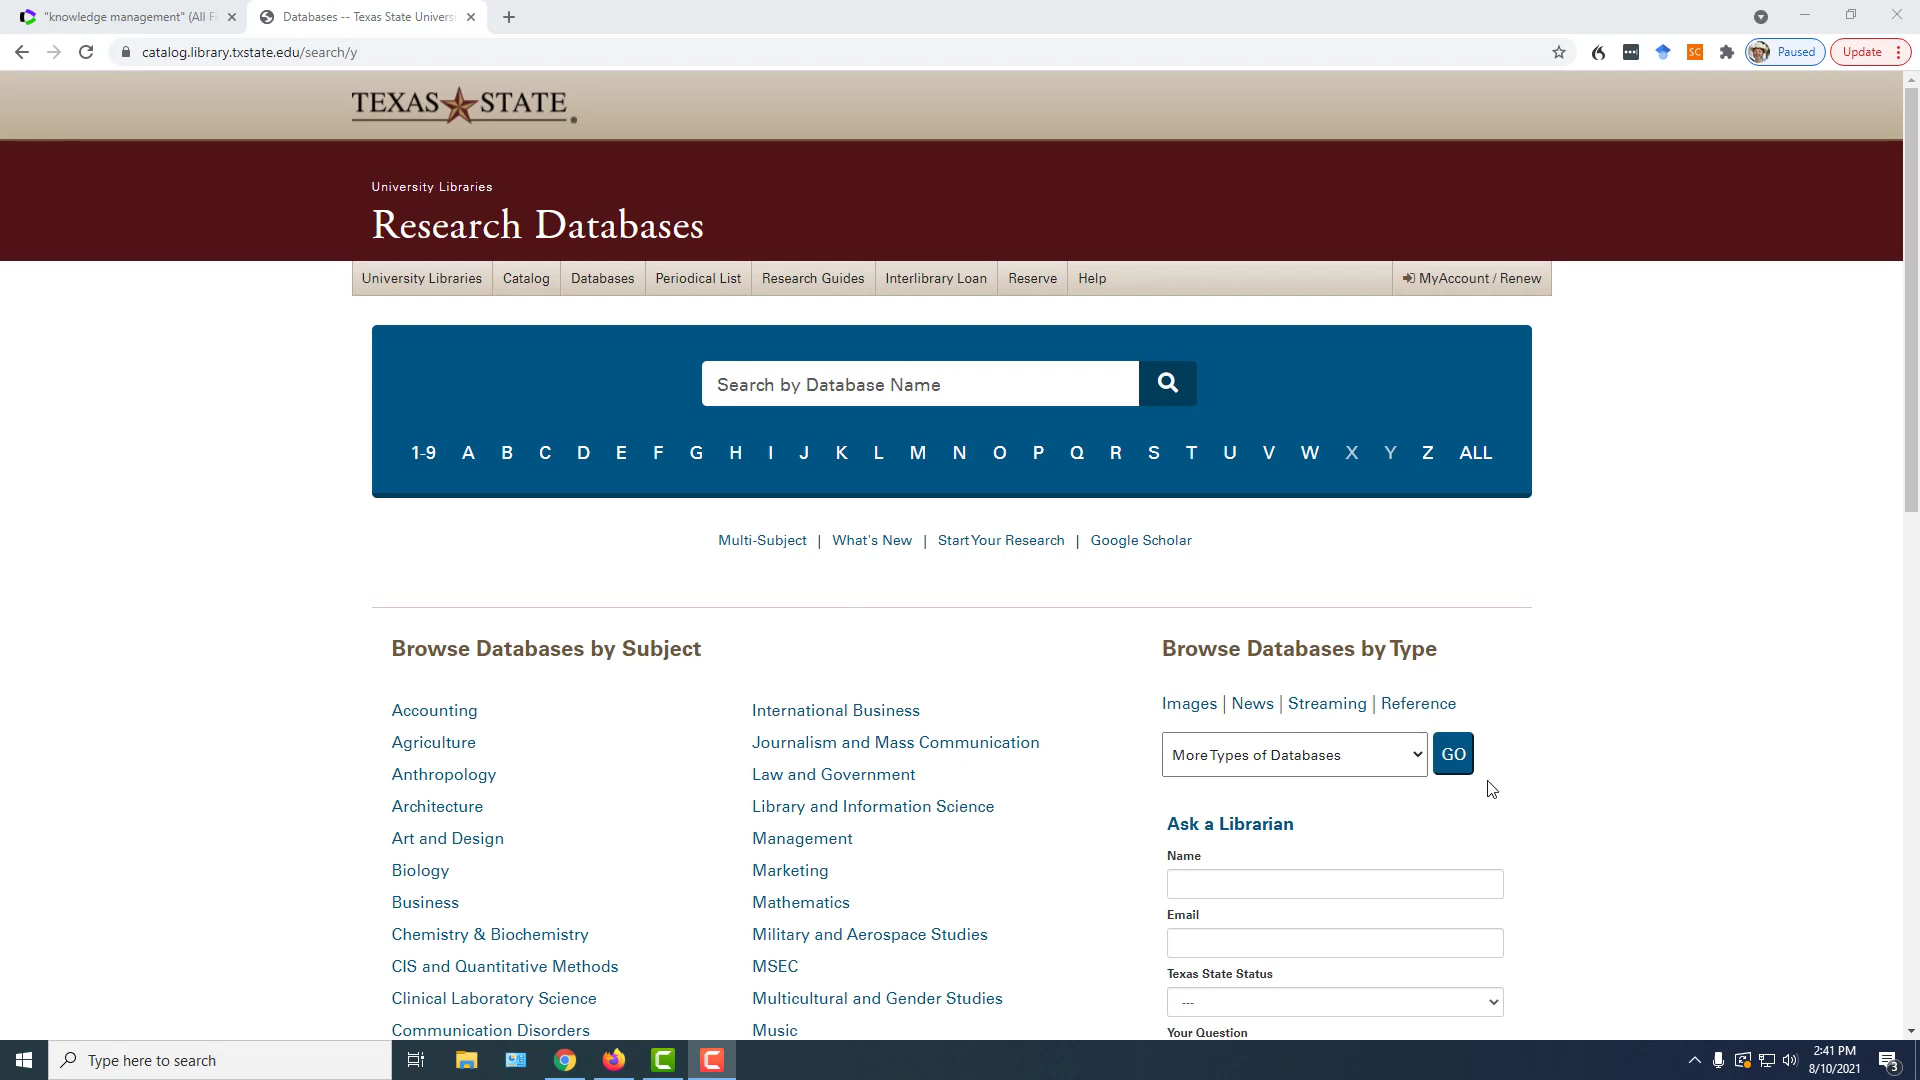 "knowledge management" (All Fi
Databases -- Texas State Universi
catalog.library.txstate.edu/search/y
SC
Paused
Update
TEXAS STATE
University Libraries
Research Databases
University Libraries
Catalog
Databases
Periodical List
Research Guides
Interlibrary Loan
Reserve
Help
MyAccount / Renew
Search by Database Name
1-9 A B C D E F G H I J K L M N O P Q R S T U V W X Y Z ALL
Multi-Subject | What's New | Start Your Research | Google Scholar
Browse Databases by Subject
Accounting
Agriculture
Anthropology
Architecture
Art and Design
Biology
Business
Chemistry & Biochemistry
CIS and Quantitative Methods
Clinical Laboratory Science
Communication Disorders
International Business
Journalism and Mass Communication
Law and Government
Library and Information Science
Management
Marketing
Mathematics
Military and Aerospace Studies
MSEC
Multicultural and Gender Studies
Music
Browse Databases by Type
Images | News | Streaming | Reference
More Types of Databases
GO
Ask a Librarian
Name
Email
Texas State Status
---
Your Question
Type here to search
2:41 PM
8/10/2021
3